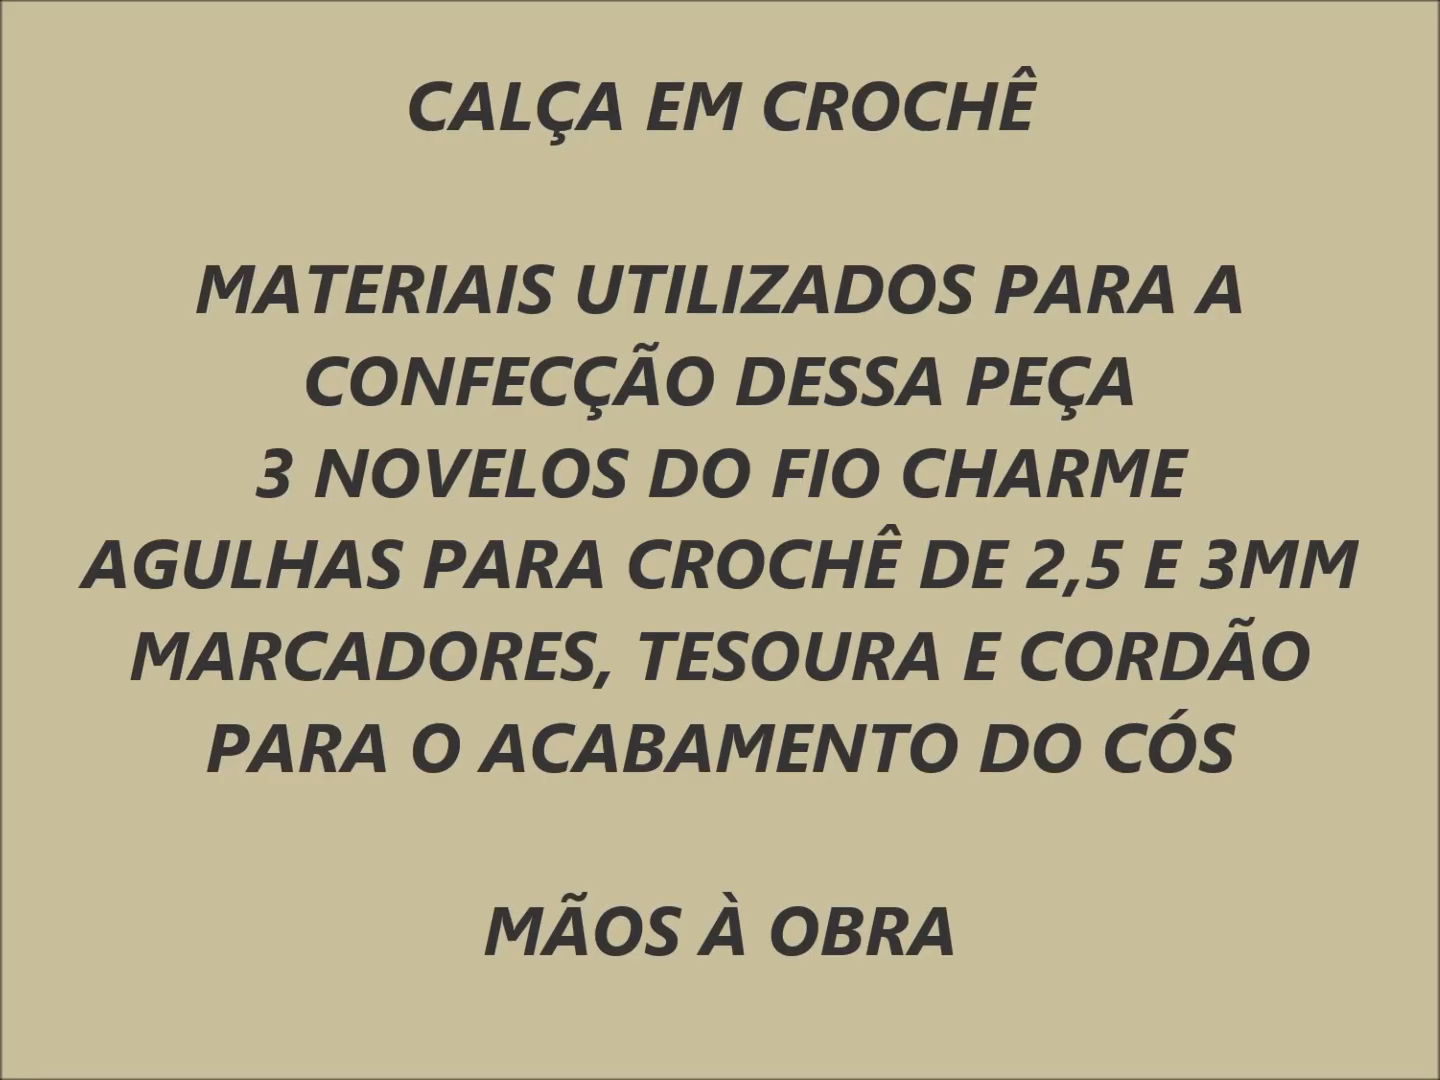 CALÇA EM CROCHÊ
MATERIAIS UTILIZADOS PARA A
CONFECÇÃO DESSA PEÇA
3 NOVELOS DO FIO CHARME
AGULHAS PARA CROCHÊ DE 2,5 E 3MM
MARCADORES, TESOURA E CORDÃO
PARA O ACABAMENTO DO CÓS
MÃOS À OBRA